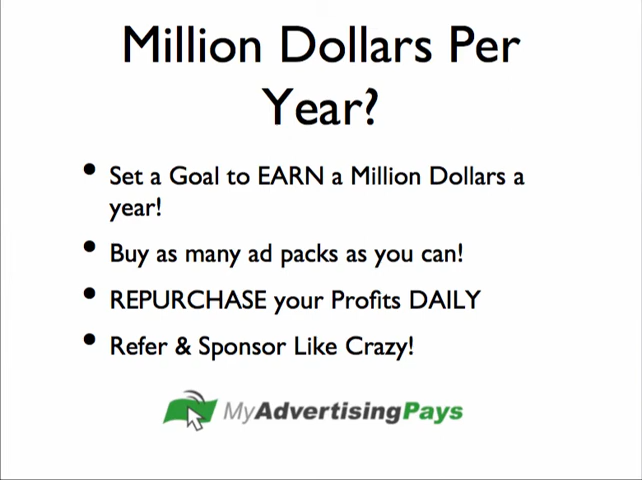 Million Dollars Per
Year?
• Set a Goal to EARN a Million Dollars a
year!
• Buy as many ad packs as you can!
• REPURCHASE your Profits DAILY
• Refer & Sponsor Like Crazy!
MyAdvertisingPays